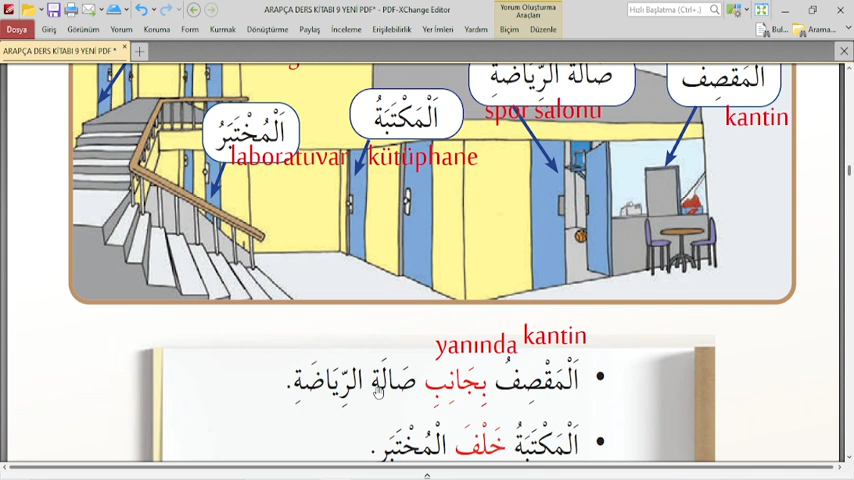 ARAPÇA DERS KİTABI 9 YENİ PDF* - PDF-XChange Editor
Yorum Oluşturma
Araçları
Hızlı Başlatma (Ctrl+.)
Dosya Giriş Görünüm Yorum Koruma Form Kurmak Dönüştürme Paylaş İnceleme Erişilebilirlik Yer İmleri Yardım Biçim Düzenle Bul... Arama...
ARAPÇA DERS KİTABI 9 YENİ PDF *
اَلْمَقْصِفُ
kantin
صَالَةُ الرِّيَاضَةِ
spor salonu
اَلْمَكْتَبَةُ
kütüphane
اَلْمُخْتَبَرُ
laboratuvar
kantin
yanında
• اَلْمَقْصِفُ بِجَانِبِ صَالَةِ الرِّيَاضَةِ.
• اَلْمَكْتَبَةُ خَلْفَ الْمُخْتَبَرِ.